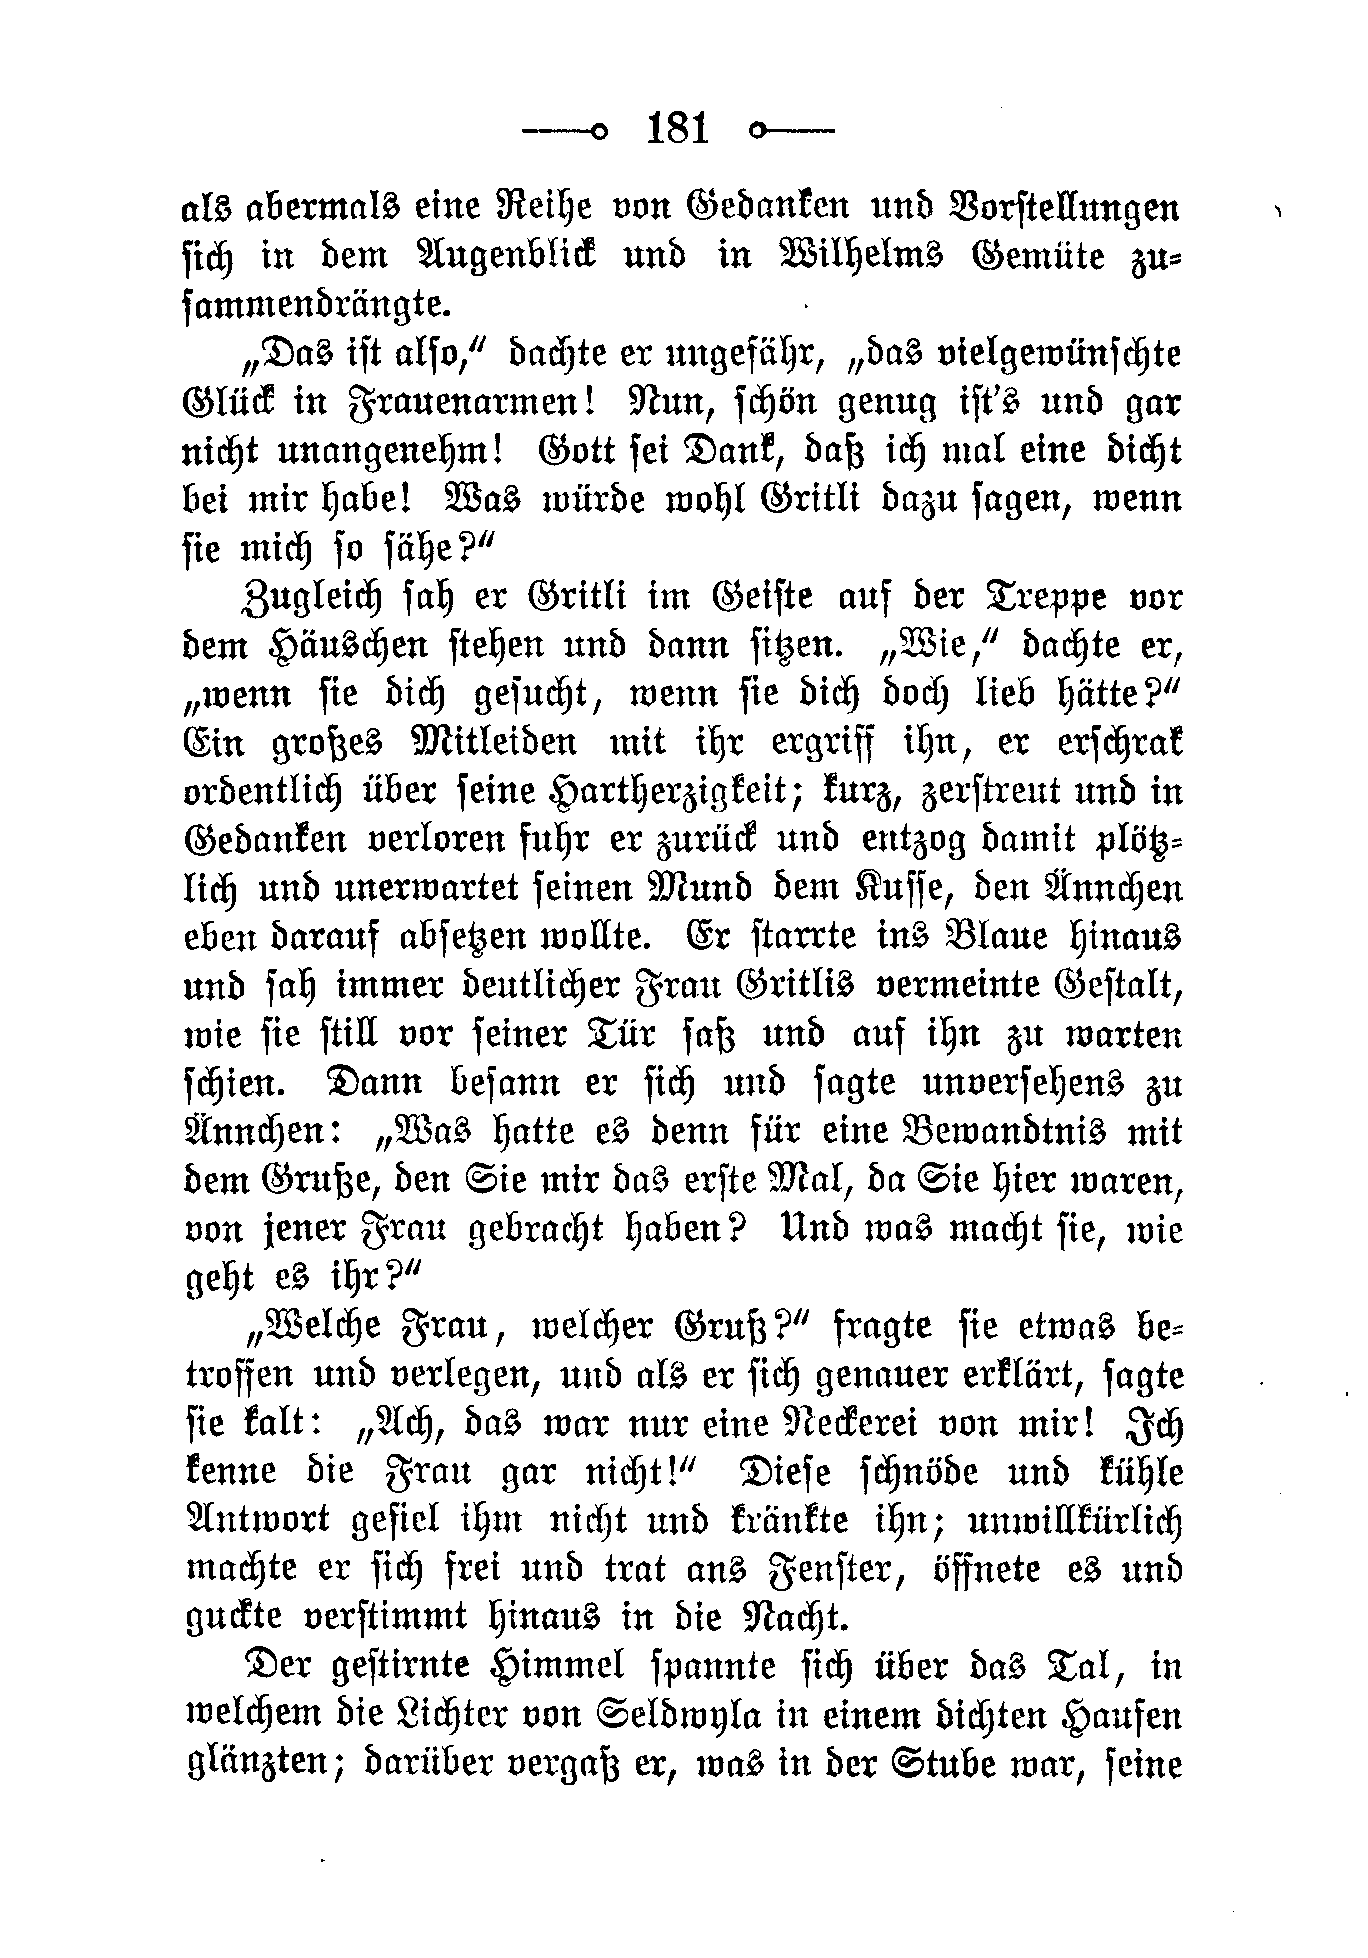 181
als abermals eine Reihe von Gedanken und Vorstellungen
sich in dem Augenblick und in Wilhelms Gemüte zu-
sammendrängte.
„Das ist also,“ dachte er ungefähr, „das vielgewünschte
Glück in Frauenarmen! Nun, schön genug ist's und gar
nicht unangenehm! Gott sei Dank, daß ich mal eine dicht
bei mir habe! Was würde wohl Gritli dazu sagen, wenn
sie mich so sähe?“
Zugleich sah er Gritli im Geiste auf der Treppe vor
dem Häuschen stehen und dann sitzen. „Wie,“ dachte er,
„wenn sie dich gesucht, wenn sie dich doch lieb hätte?“
Ein großes Mitleiden mit ihr ergriff ihn, er erschrak
ordentlich über seine Hartherzigkeit; kurz, zerstreut und in
Gedanken verloren fuhr er zurück und entzog damit plötz-
lich und unerwartet seinen Mund dem Kusse, den Ännchen
eben darauf absetzen wollte. Er starrte ins Blaue hinaus
und sah immer deutlicher Frau Gritlis vermeinte Gestalt,
wie sie still vor seiner Tür saß und auf ihn zu warten
schien. Dann besann er sich und sagte unversehens zu
Ännchen: „Was hatte es denn für eine Bewandtnis mit
dem Gruße, den Sie mir das erste Mal, da Sie hier waren,
von jener Frau gebracht haben? Und was macht sie, wie
geht es ihr?“
„Welche Frau, welcher Gruß?“ fragte sie etwas be-
troffen und verlegen, und als er sich genauer erklärt, sagte
sie kalt: „Ach, das war nur eine Neckerei von mir! Ich
kenne die Frau gar nicht!“ Diese schnöde und kühle
Antwort gefiel ihm nicht und kränkte ihn; unwillkürlich
machte er sich frei und trat ans Fenster, öffnete es und
guckte verstimmt hinaus in die Nacht.
Der gestirnte Himmel spannte sich über das Tal, in
welchem die Lichter von Seldwyla in einem dichten Haufen
glänzten; darüber vergaß er, was in der Stube war, seine